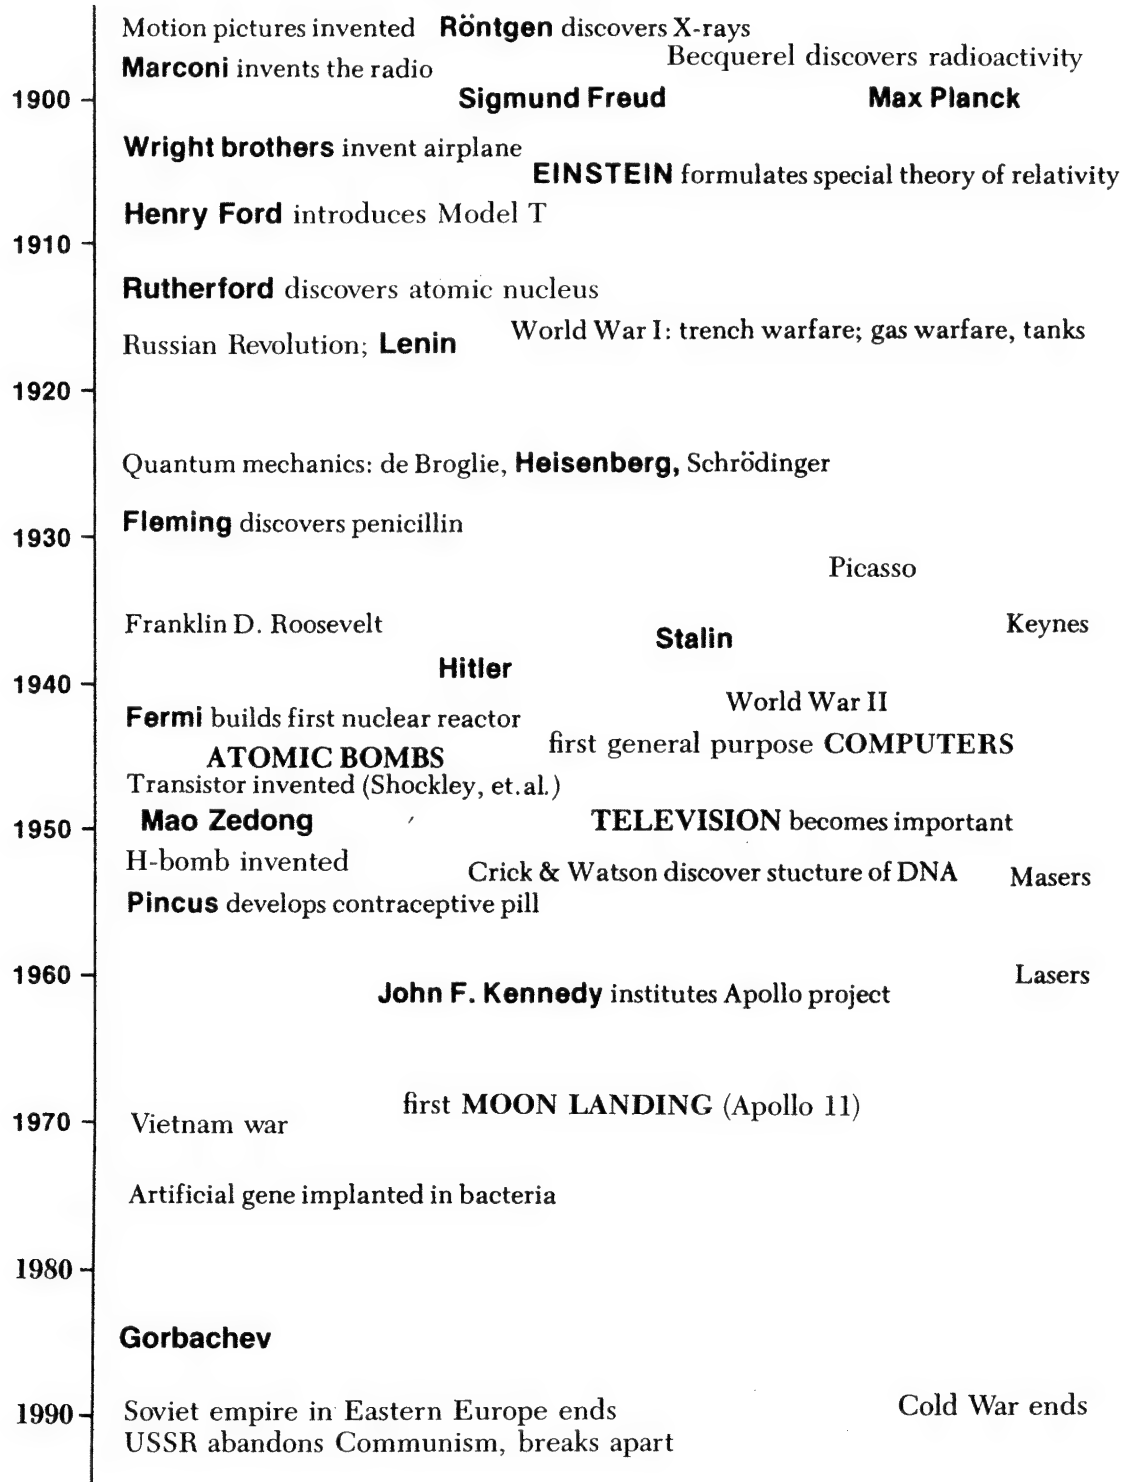 Motion pictures invented Röntgen discovers X-rays
Becquerel discovers radioactivity
Marconi invents the radio
1900 Sigmund Freud Max Planck
Wright brothers invent airplane
EINSTEIN formulates special theory of relativity
Henry Ford introduces Model T
1910
Rutherford discovers atomic nucleus
World War I: trench warfare; gas warfare, tanks
Russian Revolution; Lenin
1920
Quantum mechanics: de Broglie, Heisenberg, Schrödinger
Fleming discovers penicillin
1930
Picasso
Franklin D. Roosevelt Keynes
Stalin
Hitler
1940
World War II
Fermi builds first nuclear reactor
first general purpose COMPUTERS
ATOMIC BOMBS
Transistor invented (Shockley, et.al.)
1950 Mao Zedong TELEVISION becomes important
H-bomb invented
Crick & Watson discover stucture of DNA Masers
Pincus develops contraceptive pill
1960 Lasers
John F. Kennedy institutes Apollo project
first MOON LANDING (Apollo 11)
1970 Vietnam war
Artificial gene implanted in bacteria
1980
Gorbachev
Cold War ends
1990 Soviet empire in Eastern Europe ends
USSR abandons Communism, breaks apart